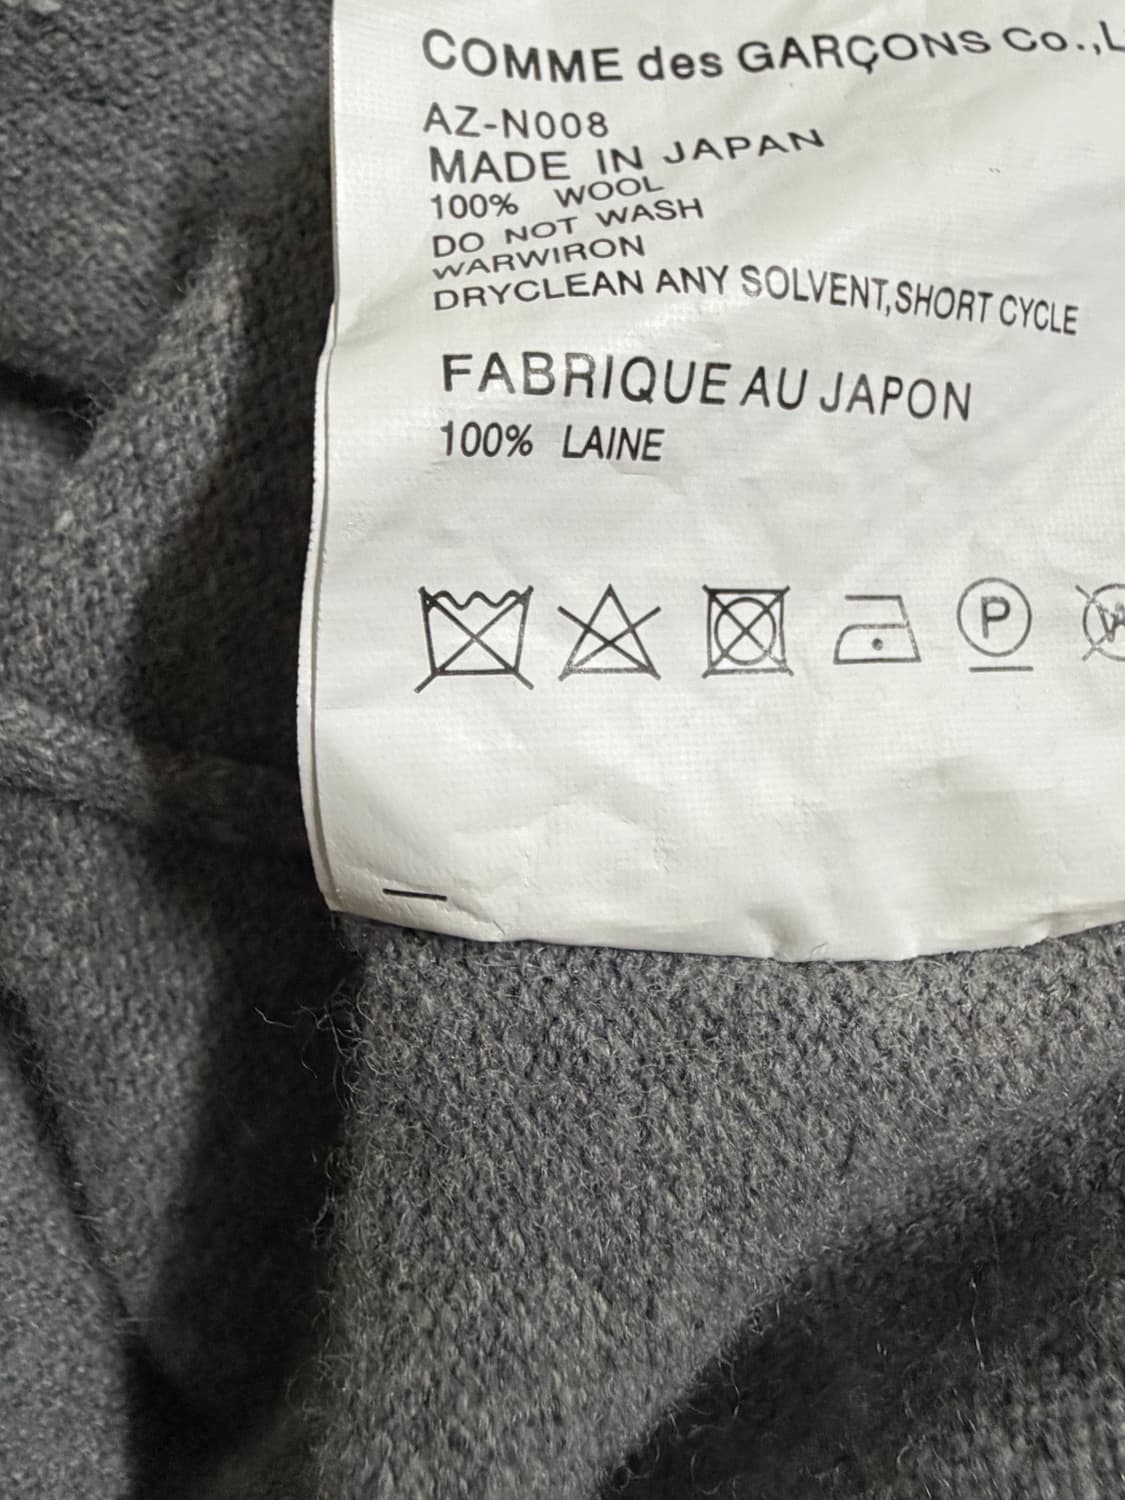 COMME des GARÇONS Co.,L
AZ-N008
MADE IN JAPAN
100% WOOL
DO NOT WASH
WARWIRON
DRYCLEAN ANY SOLVENT,SHORT CYCLE
FABRIQUE AU JAPON
100% LAINE
P W